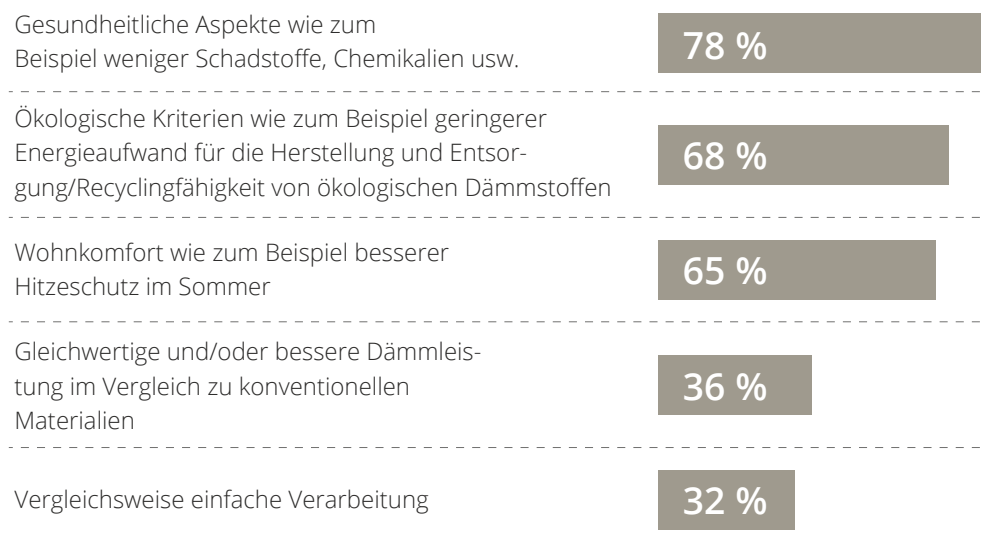 Gesundheitliche Aspekte wie zum
Beispiel weniger Schadstoffe, Chemikalien usw.
78 %
Ökologische Kriterien wie zum Beispiel geringerer
Energieaufwand für die Herstellung und Entsor-
gung/Recyclingfähigkeit von ökologischen Dämmstoffen
68 %
Wohnkomfort wie zum Beispiel besserer
Hitzeschutz im Sommer
65 %
Gleichwertige und/oder bessere Dämmleis-
tung im Vergleich zu konventionellen
Materialien
36 %
Vergleichsweise einfache Verarbeitung
32 %